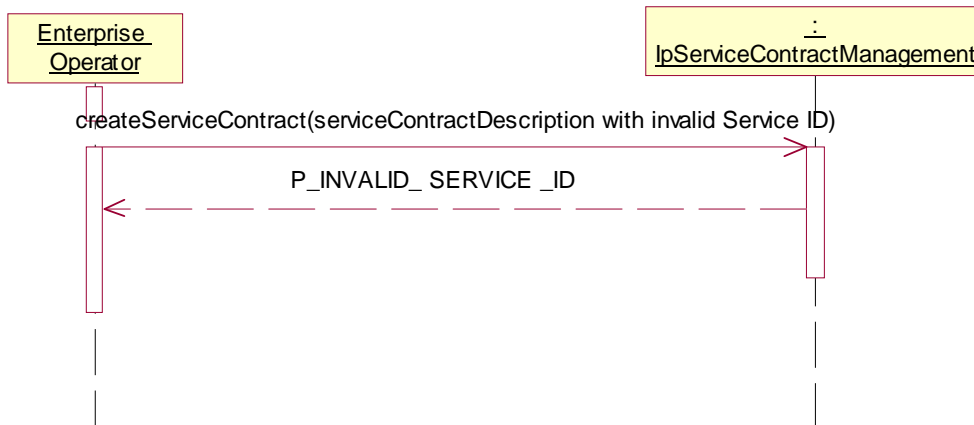 Enterprise
Operator
:
IpServiceContractManagement
createServiceContract(serviceContractDescription with invalid Service ID)
P_INVALID_ SERVICE _ID